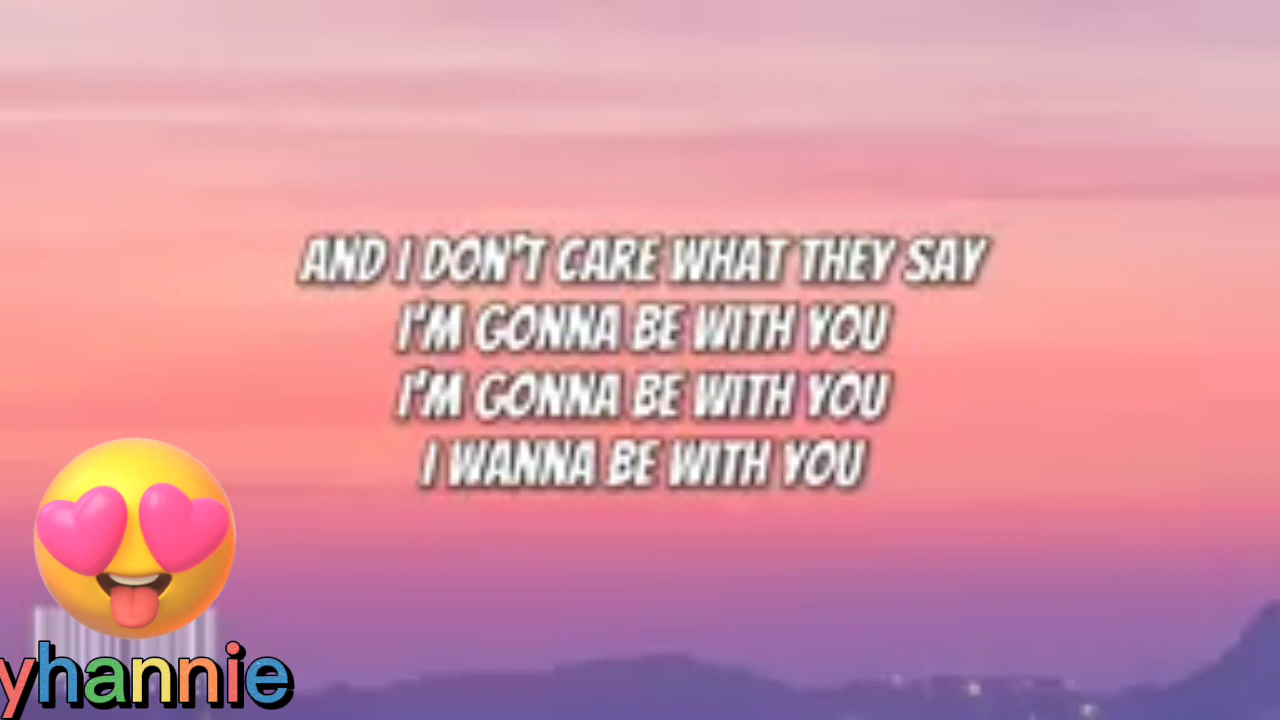 AND I DON'T CARE WHAT THEY SAY
I'M GONNA BE WITH YOU
I'M GONNA BE WITH YOU
I WANNA BE WITH YOU
yhannie